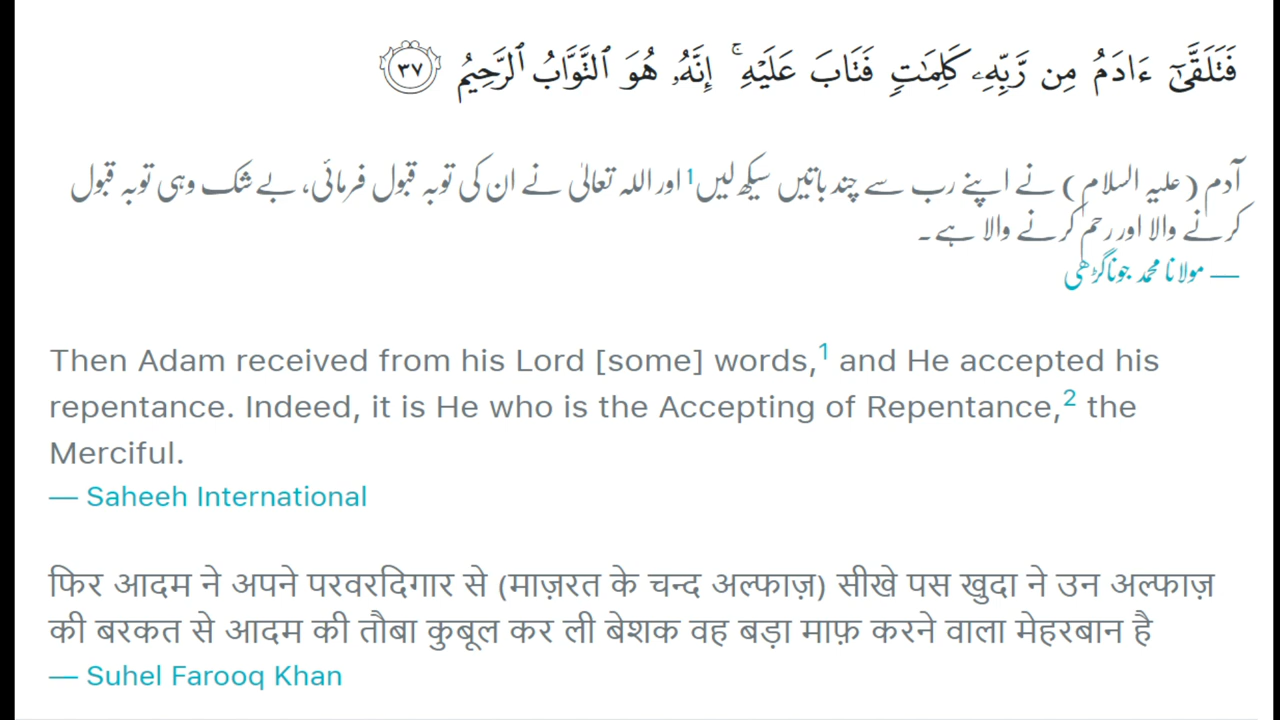 فَتَلَقَّىٰٓ ءَادَمُ مِن رَّبِّهِۦ كَلِمَـٰتٍۢ فَتَابَ عَلَيْهِ ۚ إِنَّهُۥ هُوَ ٱلتَّوَّابُ ٱلرَّحِيمُ ٣٧
آدم (علیہ السلام) نے اپنے رب سے چند باتیں سیکھ لیں1 اور اللہ تعالیٰ نے ان کی توبہ قبول فرمائی، بےشک وہی توبہ قبول
کرنے واﻻ اور رحم کرنے واﻻ ہے۔
— مولانا محمد جوناگڑھی
Then Adam received from his Lord [some] words,1 and He accepted his
repentance. Indeed, it is He who is the Accepting of Repentance,2 the
Merciful.
— Saheeh International
फिर आदम ने अपने परवरदिगार से (माज़रत के चन्द अल्फाज़) सीखे पस खुदा ने उन अल्फाज़
की बरकत से आदम की तौबा कुबूल कर ली बेशक वह बड़ा माफ़ करने वाला मेहरबान है
— Suhel Farooq Khan